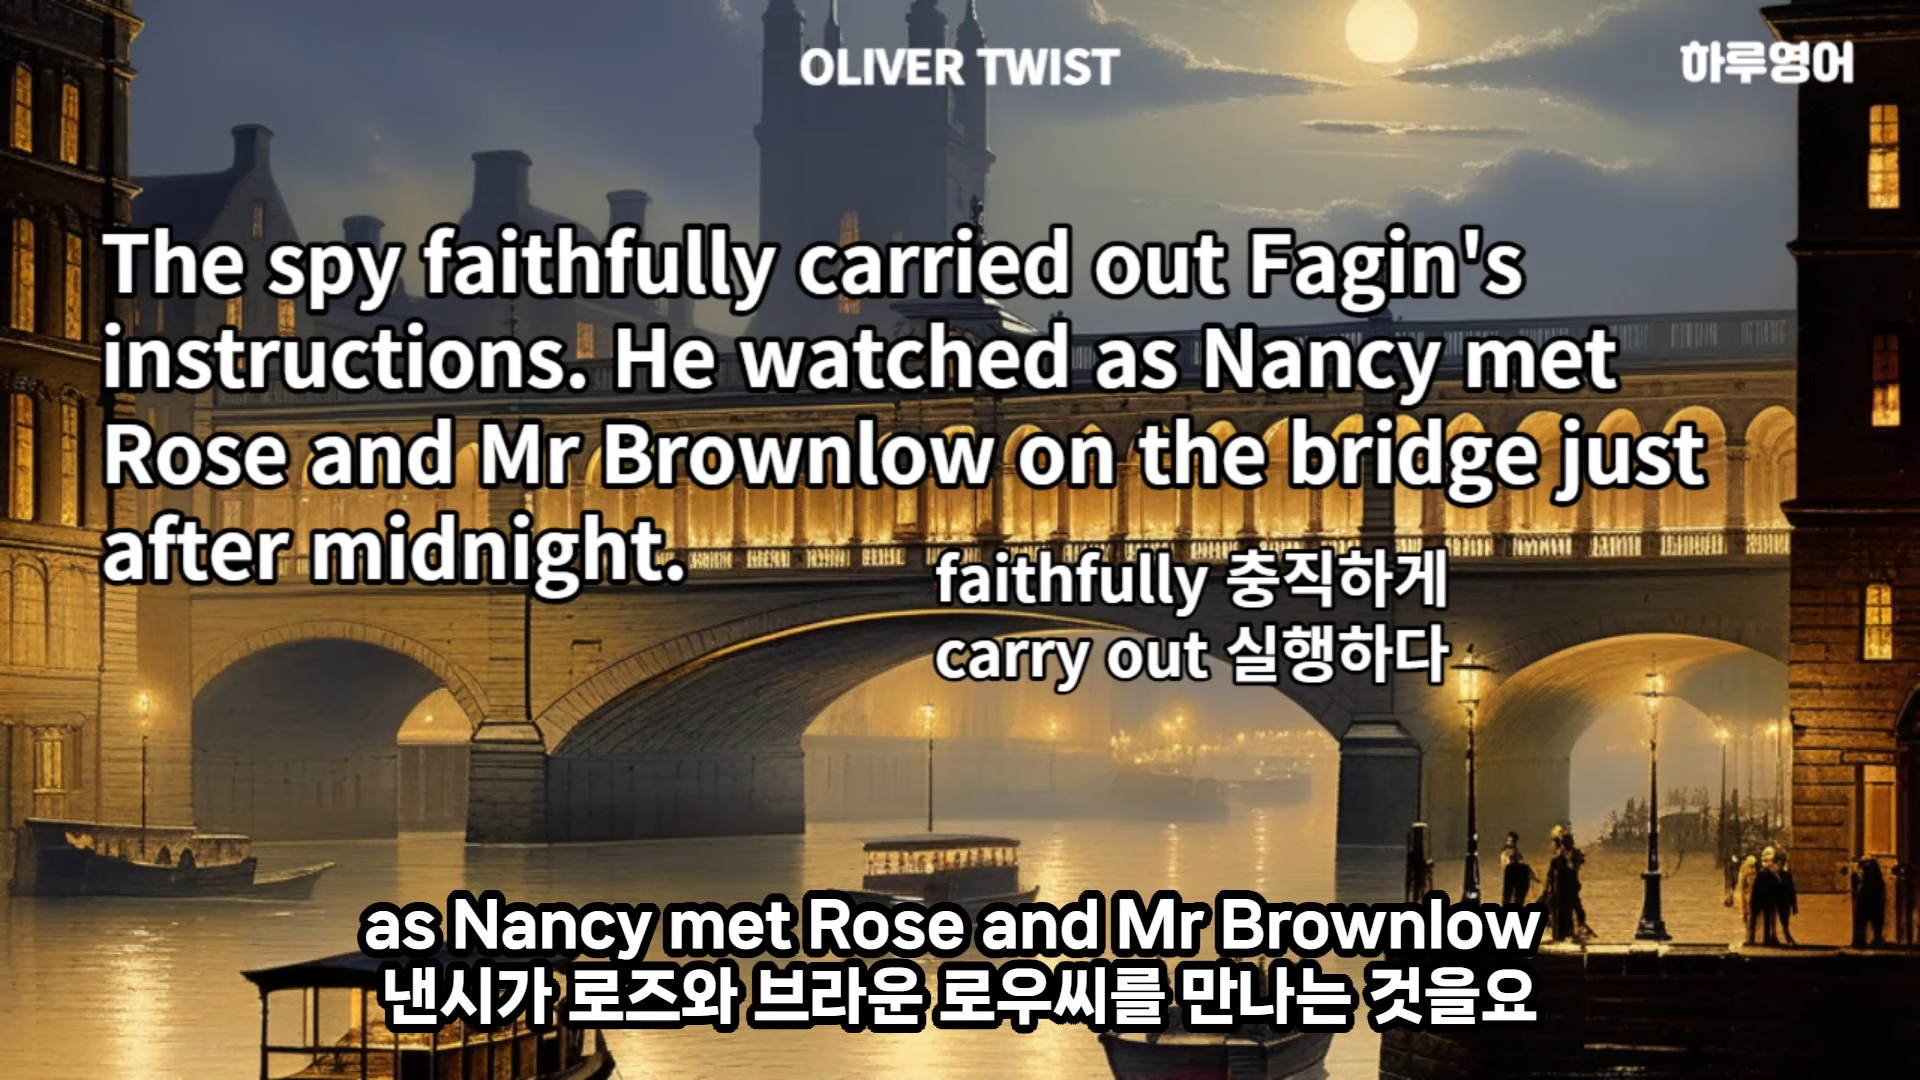 OLIVER TWIST
하루영어
The spy faithfully carried out Fagin's
instructions. He watched as Nancy met
Rose and Mr Brownlow on the bridge just
after midnight.
faithfully 충직하게
carry out 실행하다
as Nancy met Rose and Mr Brownlow
낸시가 로즈와 브라운 로우씨를 만나는 것을요